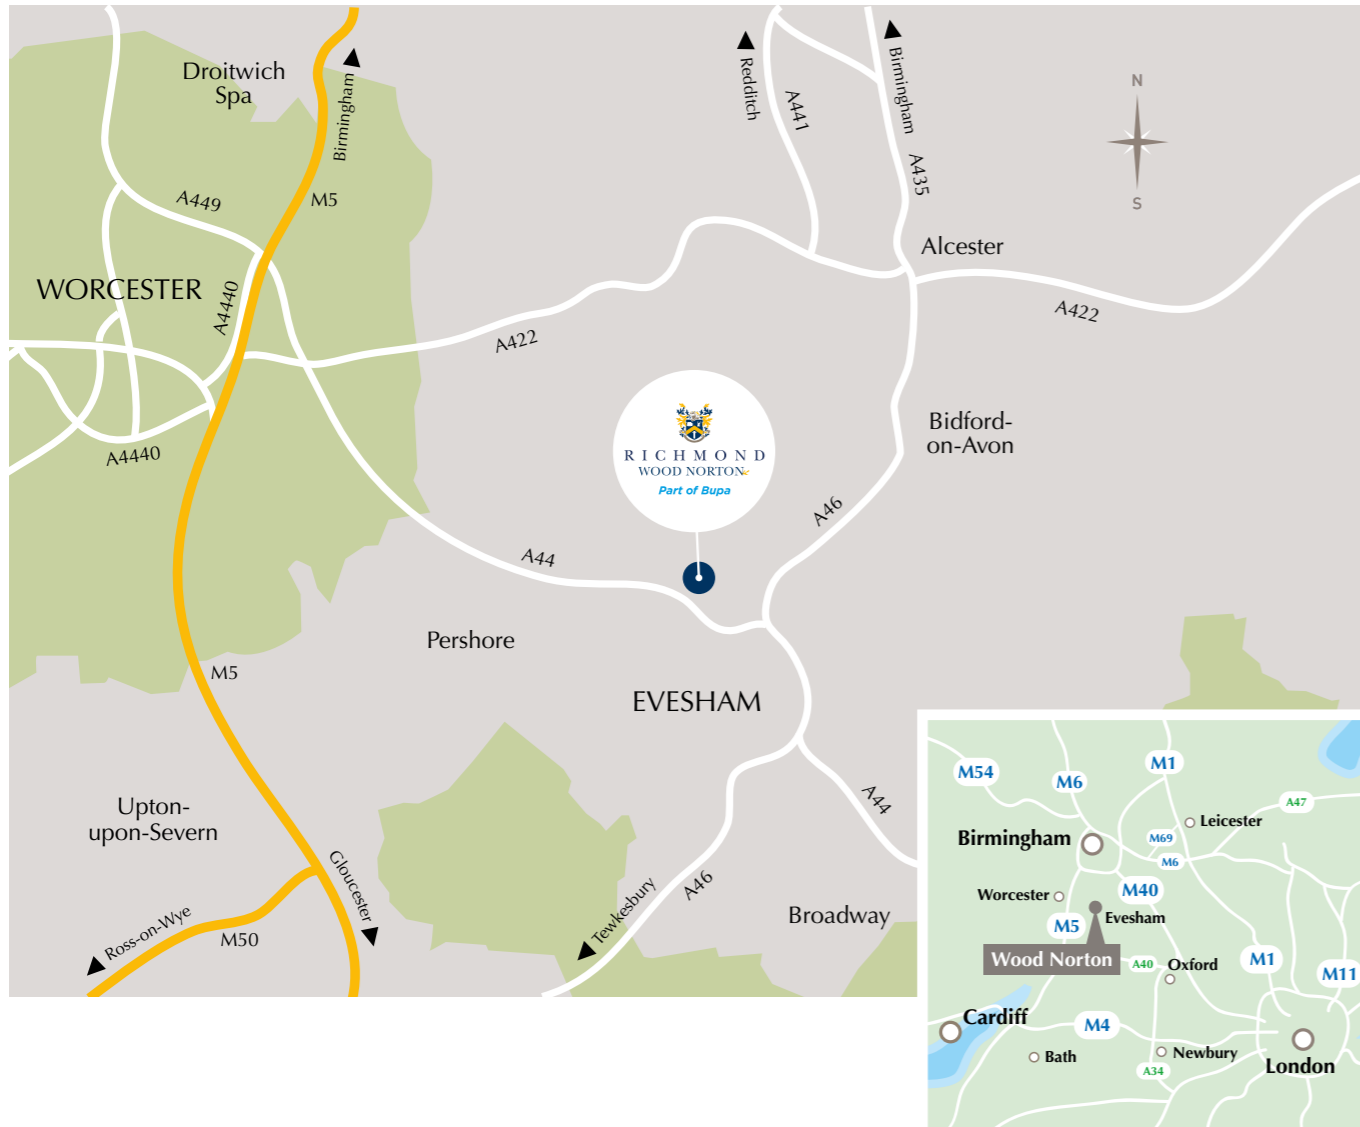 Droitwich
Spa
Birmingham
M5
A449
WORCESTER
A4440
A4440
A422
Redditch
A441
Birmingham
A435
N
S
Alcester
A422
RICHMOND
WOOD NORTON
Part of Bupa
Bidford-
on-Avon
A46
A44
Pershore
M5
EVESHAM
Upton-
upon-Severn
Gloucester
Ross-on-Wye
M50
A44
A46
Tewkesbury
Broadway
M54
M6
M1
A47
Leicester
M69
Birmingham
M6
Worcester
M40
Evesham
M5
Wood Norton
A40
Oxford
M1
M11
Cardiff
M4
Bath
Newbury
A34
London